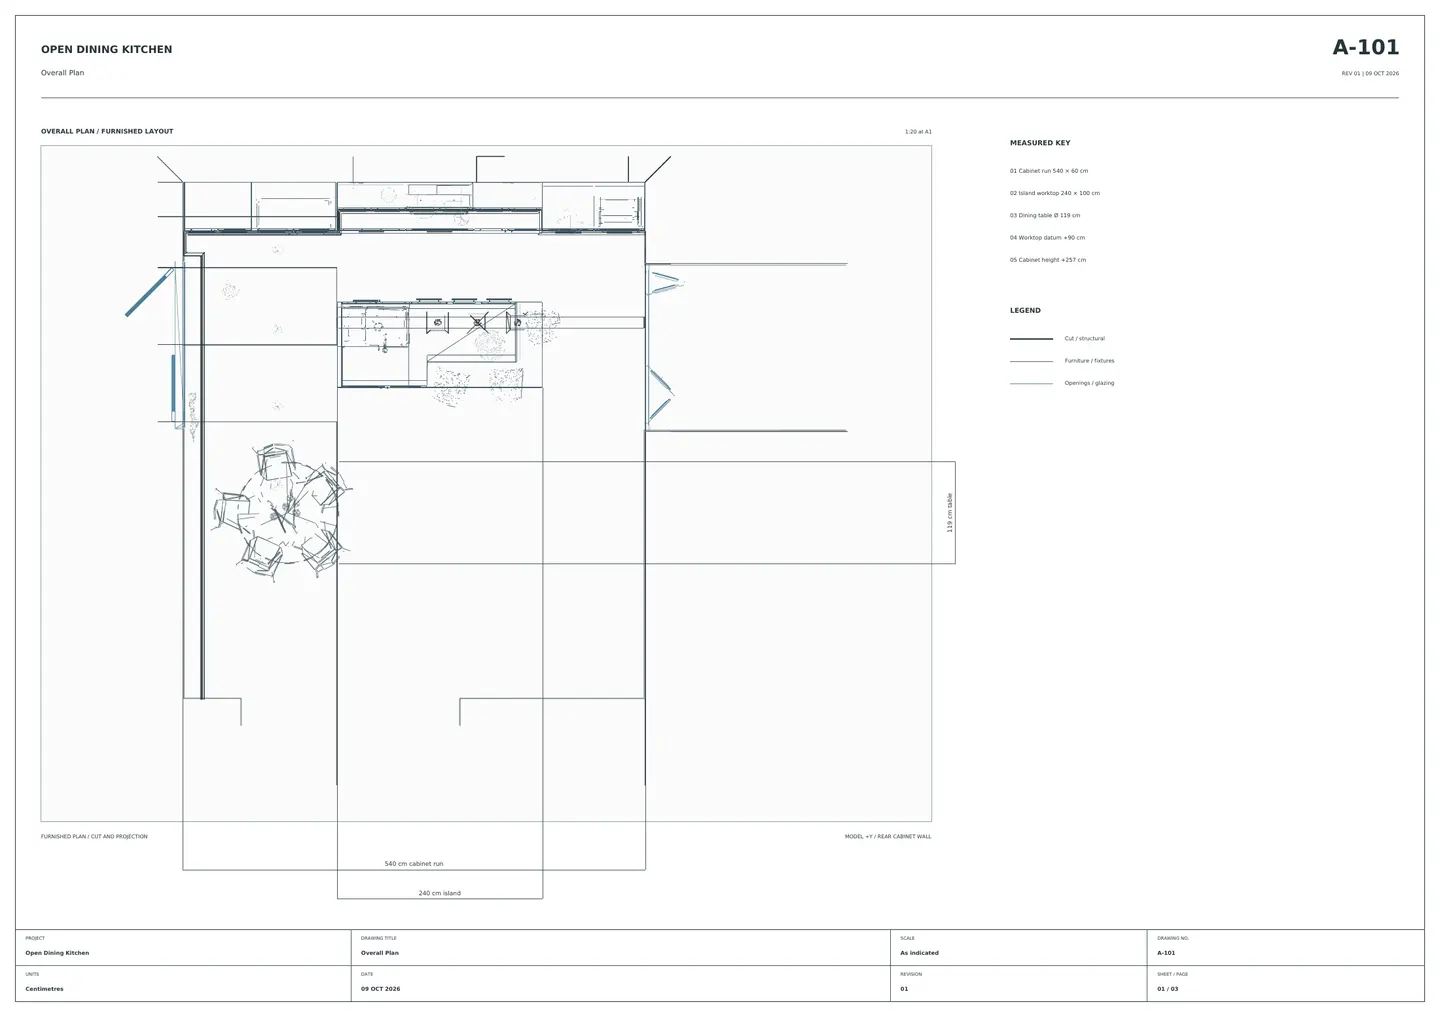 OPEN DINING KITCHEN
A-101
Overall Plan
REV 01 | 09 OCT 2026
OVERALL PLAN / FURNISHED LAYOUT
1:20 at A1
MEASURED KEY
01 Cabinet run 540 × 60 cm
02 Island worktop 240 × 100 cm
03 Dining table Ø 119 cm
04 Worktop datum +90 cm
05 Cabinet height +257 cm
LEGEND
Cut / structural
Furniture / fixtures
Openings / glazing
119 cm table
FURNISHED PLAN / CUT AND PROJECTION
MODEL +Y / REAR CABINET WALL
540 cm cabinet run
240 cm island
PROJECT
Open Dining Kitchen
DRAWING TITLE
Overall Plan
SCALE
As indicated
DRAWING NO.
A-101
UNITS
Centimetres
DATE
09 OCT 2026
REVISION
01
SHEET / PAGE
01 / 03